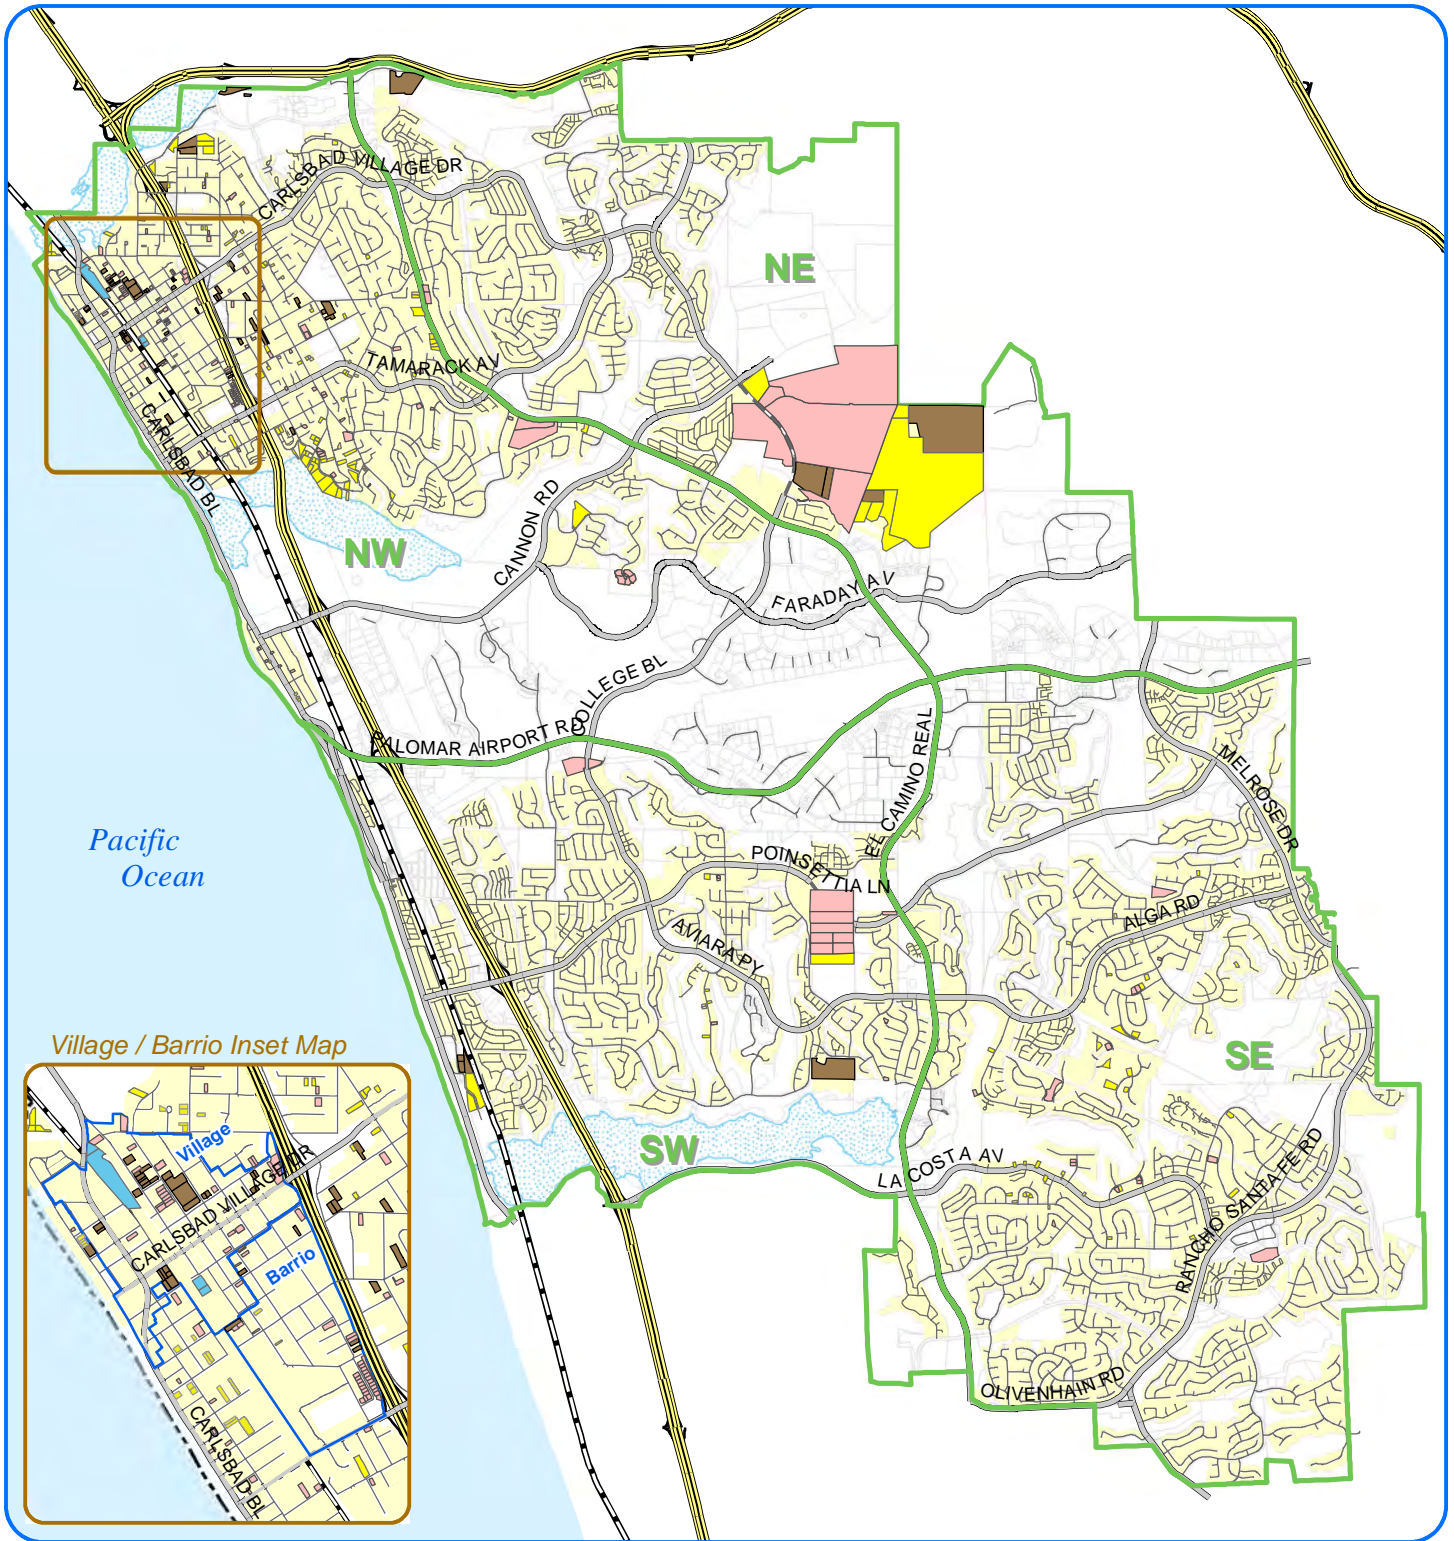 CARLSBAD VILLAGE DR
NE
TAMARACK AV
CARLSBAD BL
CANNON RD
NW
FARADAY AV
COLLEGE BL
PALOMAR AIRPORT RD
EL CAMINO REAL
MELROSE DR
Pacific
Ocean
POINSETTIA LN
ALGA RD
AVIARA PY
Village / Barrio Inset Map
SE
SW
LA COSTA AV
RANCHO SANTA FE RD
OLIVENHAIN RD
Village
CARLSBAD VILLAGE DR
Barrio
CARLSBAD BL